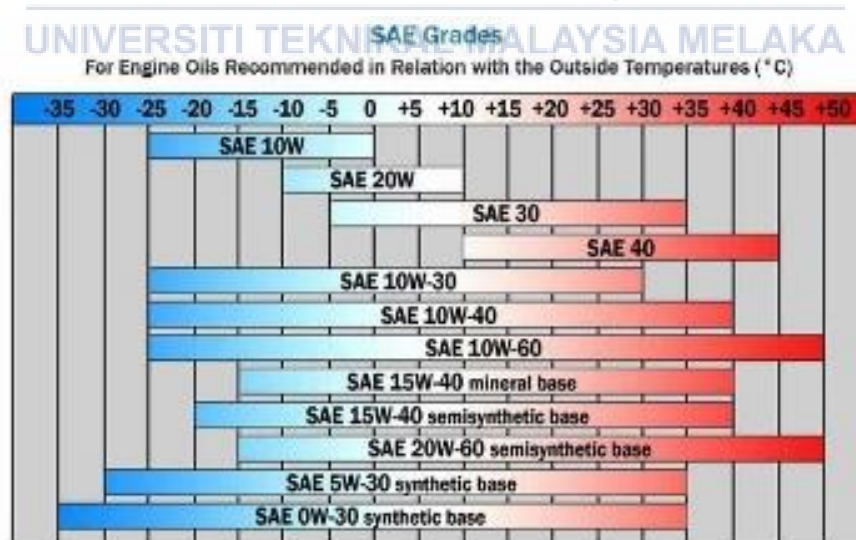 UNIVERSITI TEKNIKAL MALAYSIA MELAKA
SAE Grades
For Engine Oils Recommended in Relation with the Outside Temperatures (°C)
-35 -30 -25 -20 -15 -10 -5 0 +5 +10 +15 +20 +25 +30 +35 +40 +45 +50
SAE 10W
SAE 20W
SAE 30
SAE 40
SAE 10W-30
SAE 10W-40
SAE 10W-60
SAE 15W-40 mineral base
SAE 15W-40 semisynthetic base
SAE 20W-60 semisynthetic base
SAE 5W-30 synthetic base
SAE 0W-30 synthetic base